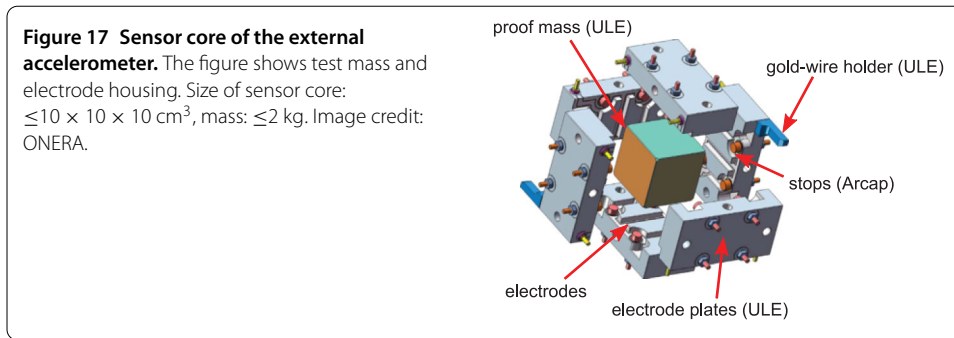 Figure 17 Sensor core of the external
accelerometer. The figure shows test mass and
electrode housing. Size of sensor core:
≤10 × 10 × 10 cm³, mass: ≤2 kg. Image credit:
ONERA.
proof mass (ULE)
gold-wire holder (ULE)
stops (Arcap)
electrodes
electrode plates (ULE)